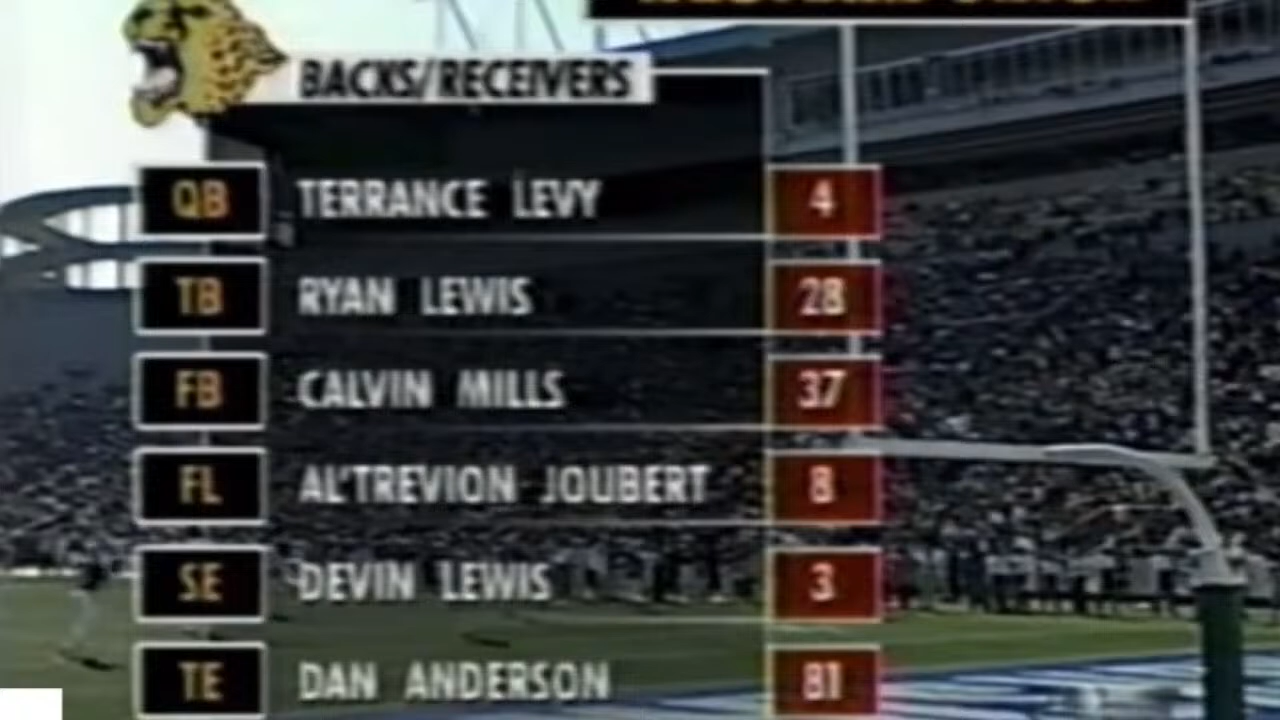 BACKS/RECEIVERS
QB TERRANCE LEVY 4
TB RYAN LEWIS 28
FB CALVIN MILLS 37
FL AL'TREVION JOUBERT 8
SE DEVIN LEWIS 3
TE DAN ANDERSON 81